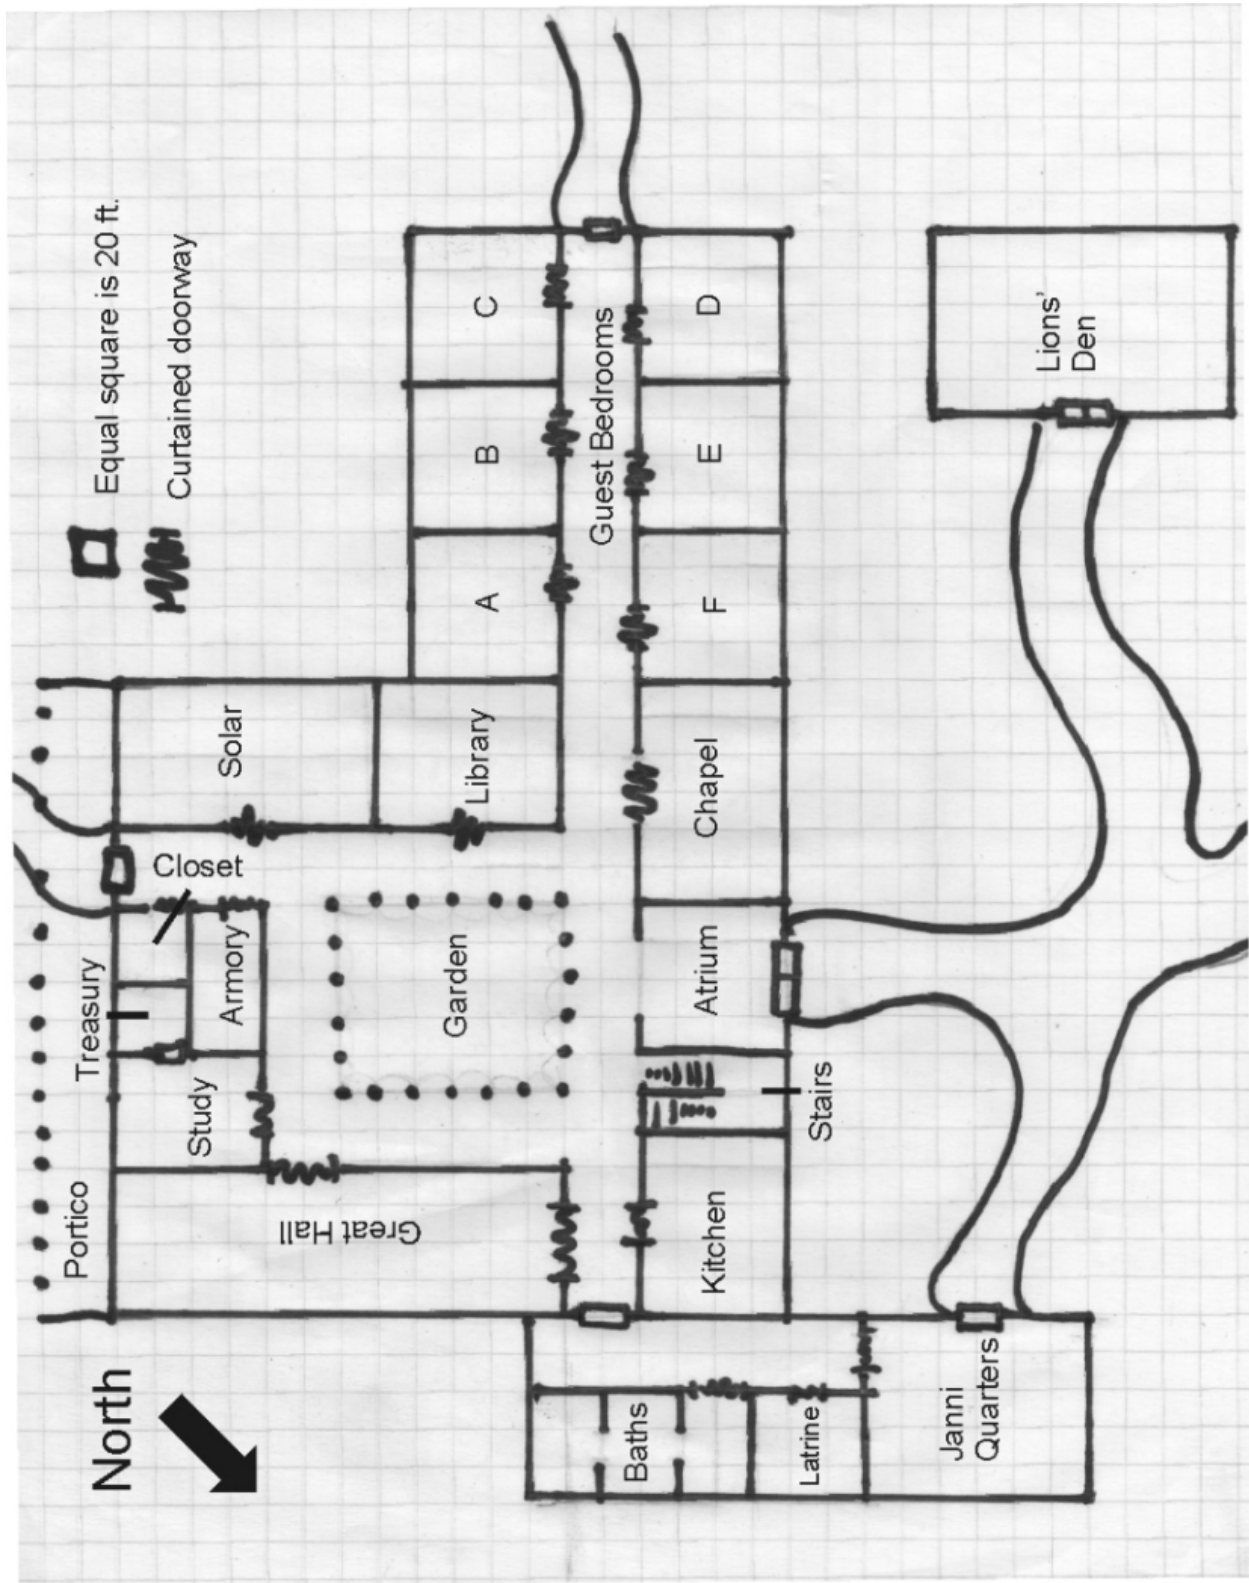 Equal square is 20 ft.
Curtained doorway
North
Portico
Treasury
Closet
Solar
Study
Armory
Library
Great Hall
Garden
A
B
C
Guest Bedrooms
Kitchen
Stairs
Atrium
Chapel
F
E
D
Baths
Latrine
Janni
Quarters
Lions'
Den